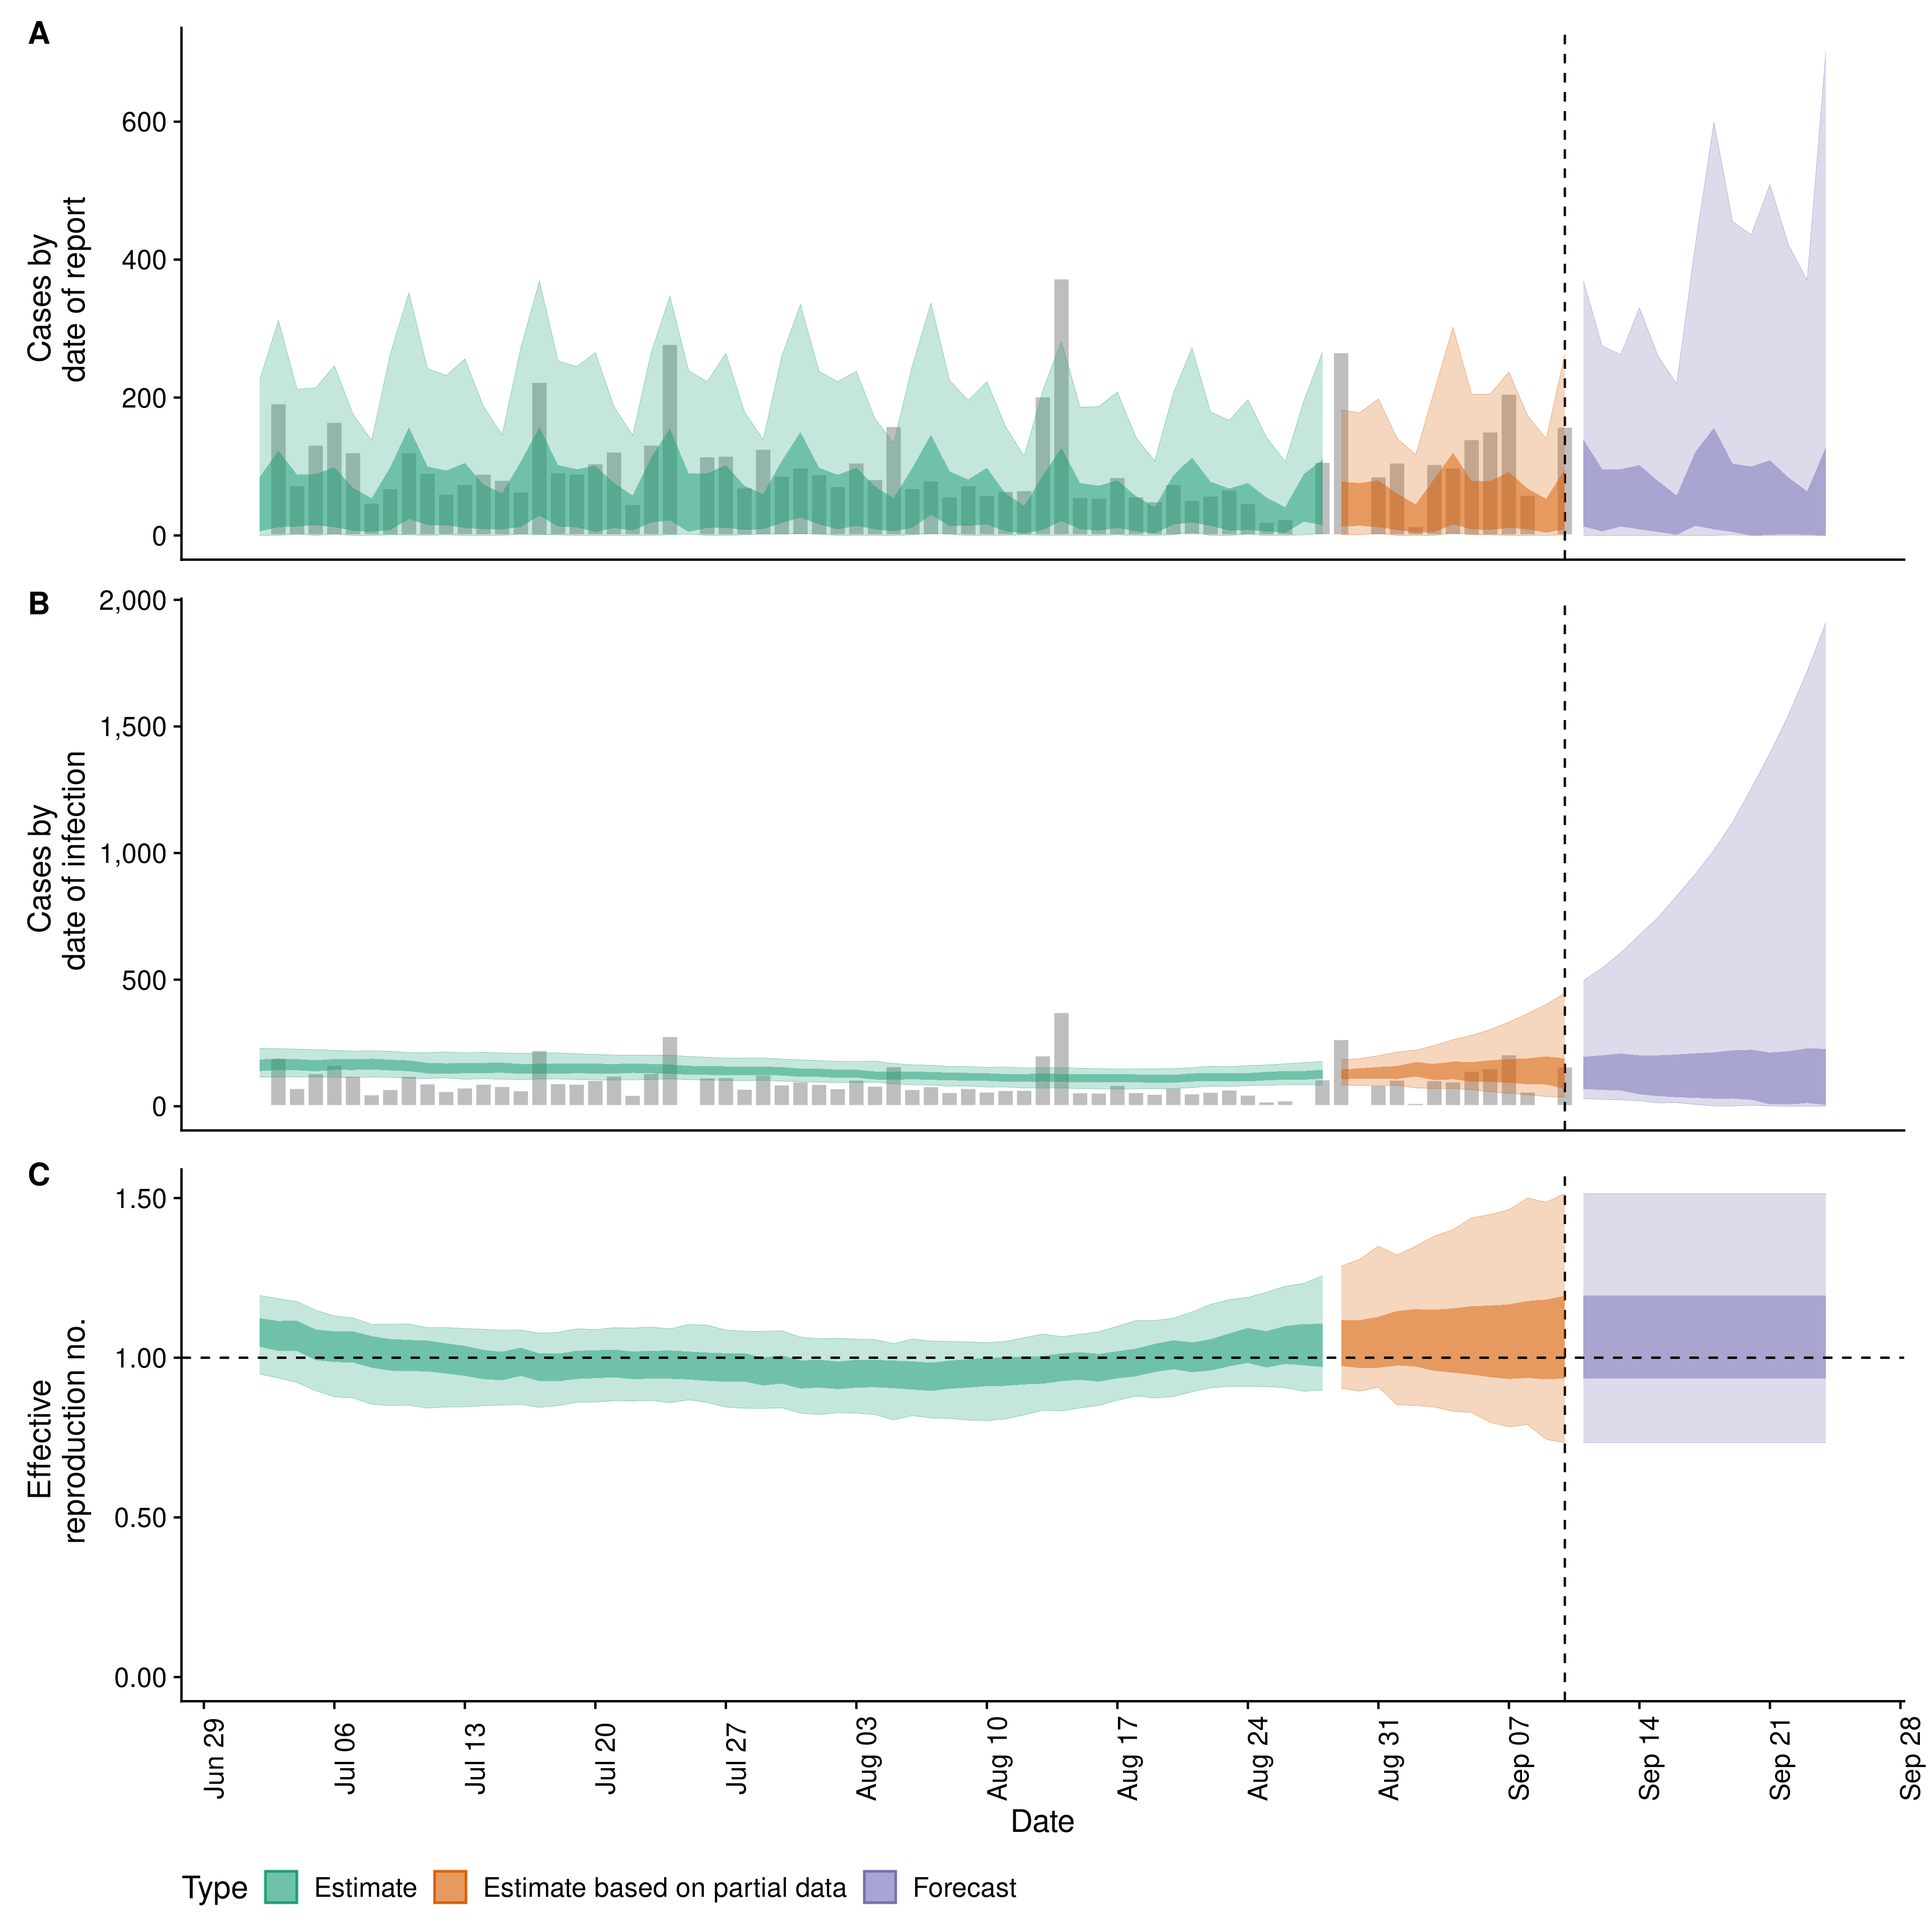 A
Cases by
date of report
600
400
200
0
B
Cases by
date of infection
2,000
1,500
1,000
500
0
C
Effective
reproduction no.
1.50
1.00
0.50
0.00
Jun 29
Jul 06
Jul 13
Jul 20
Jul 27
Aug 03
Aug 10
Aug 17
Aug 24
Aug 31
Sep 07
Sep 14
Sep 21
Sep 28
Date
Type Estimate Estimate based on partial data Forecast